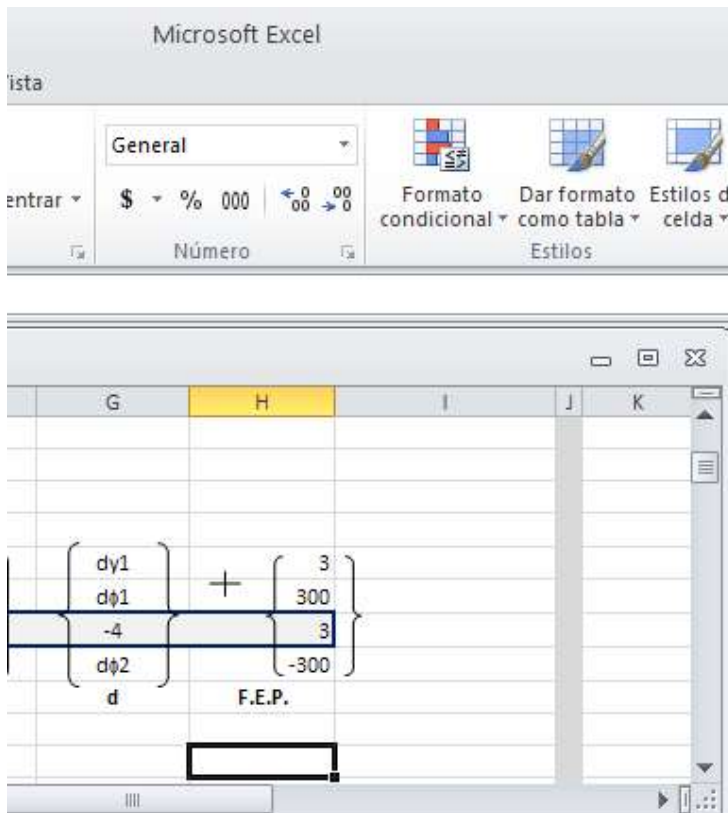 Microsoft Excel
ista
General
entrar
$ % 000
Formato condicional
Dar formato como tabla
Estilos d
celda
Número
Estilos
G H I J K
dy1 + 3
dφ1 300
-4 3
dφ2 -300
d F.E.P.